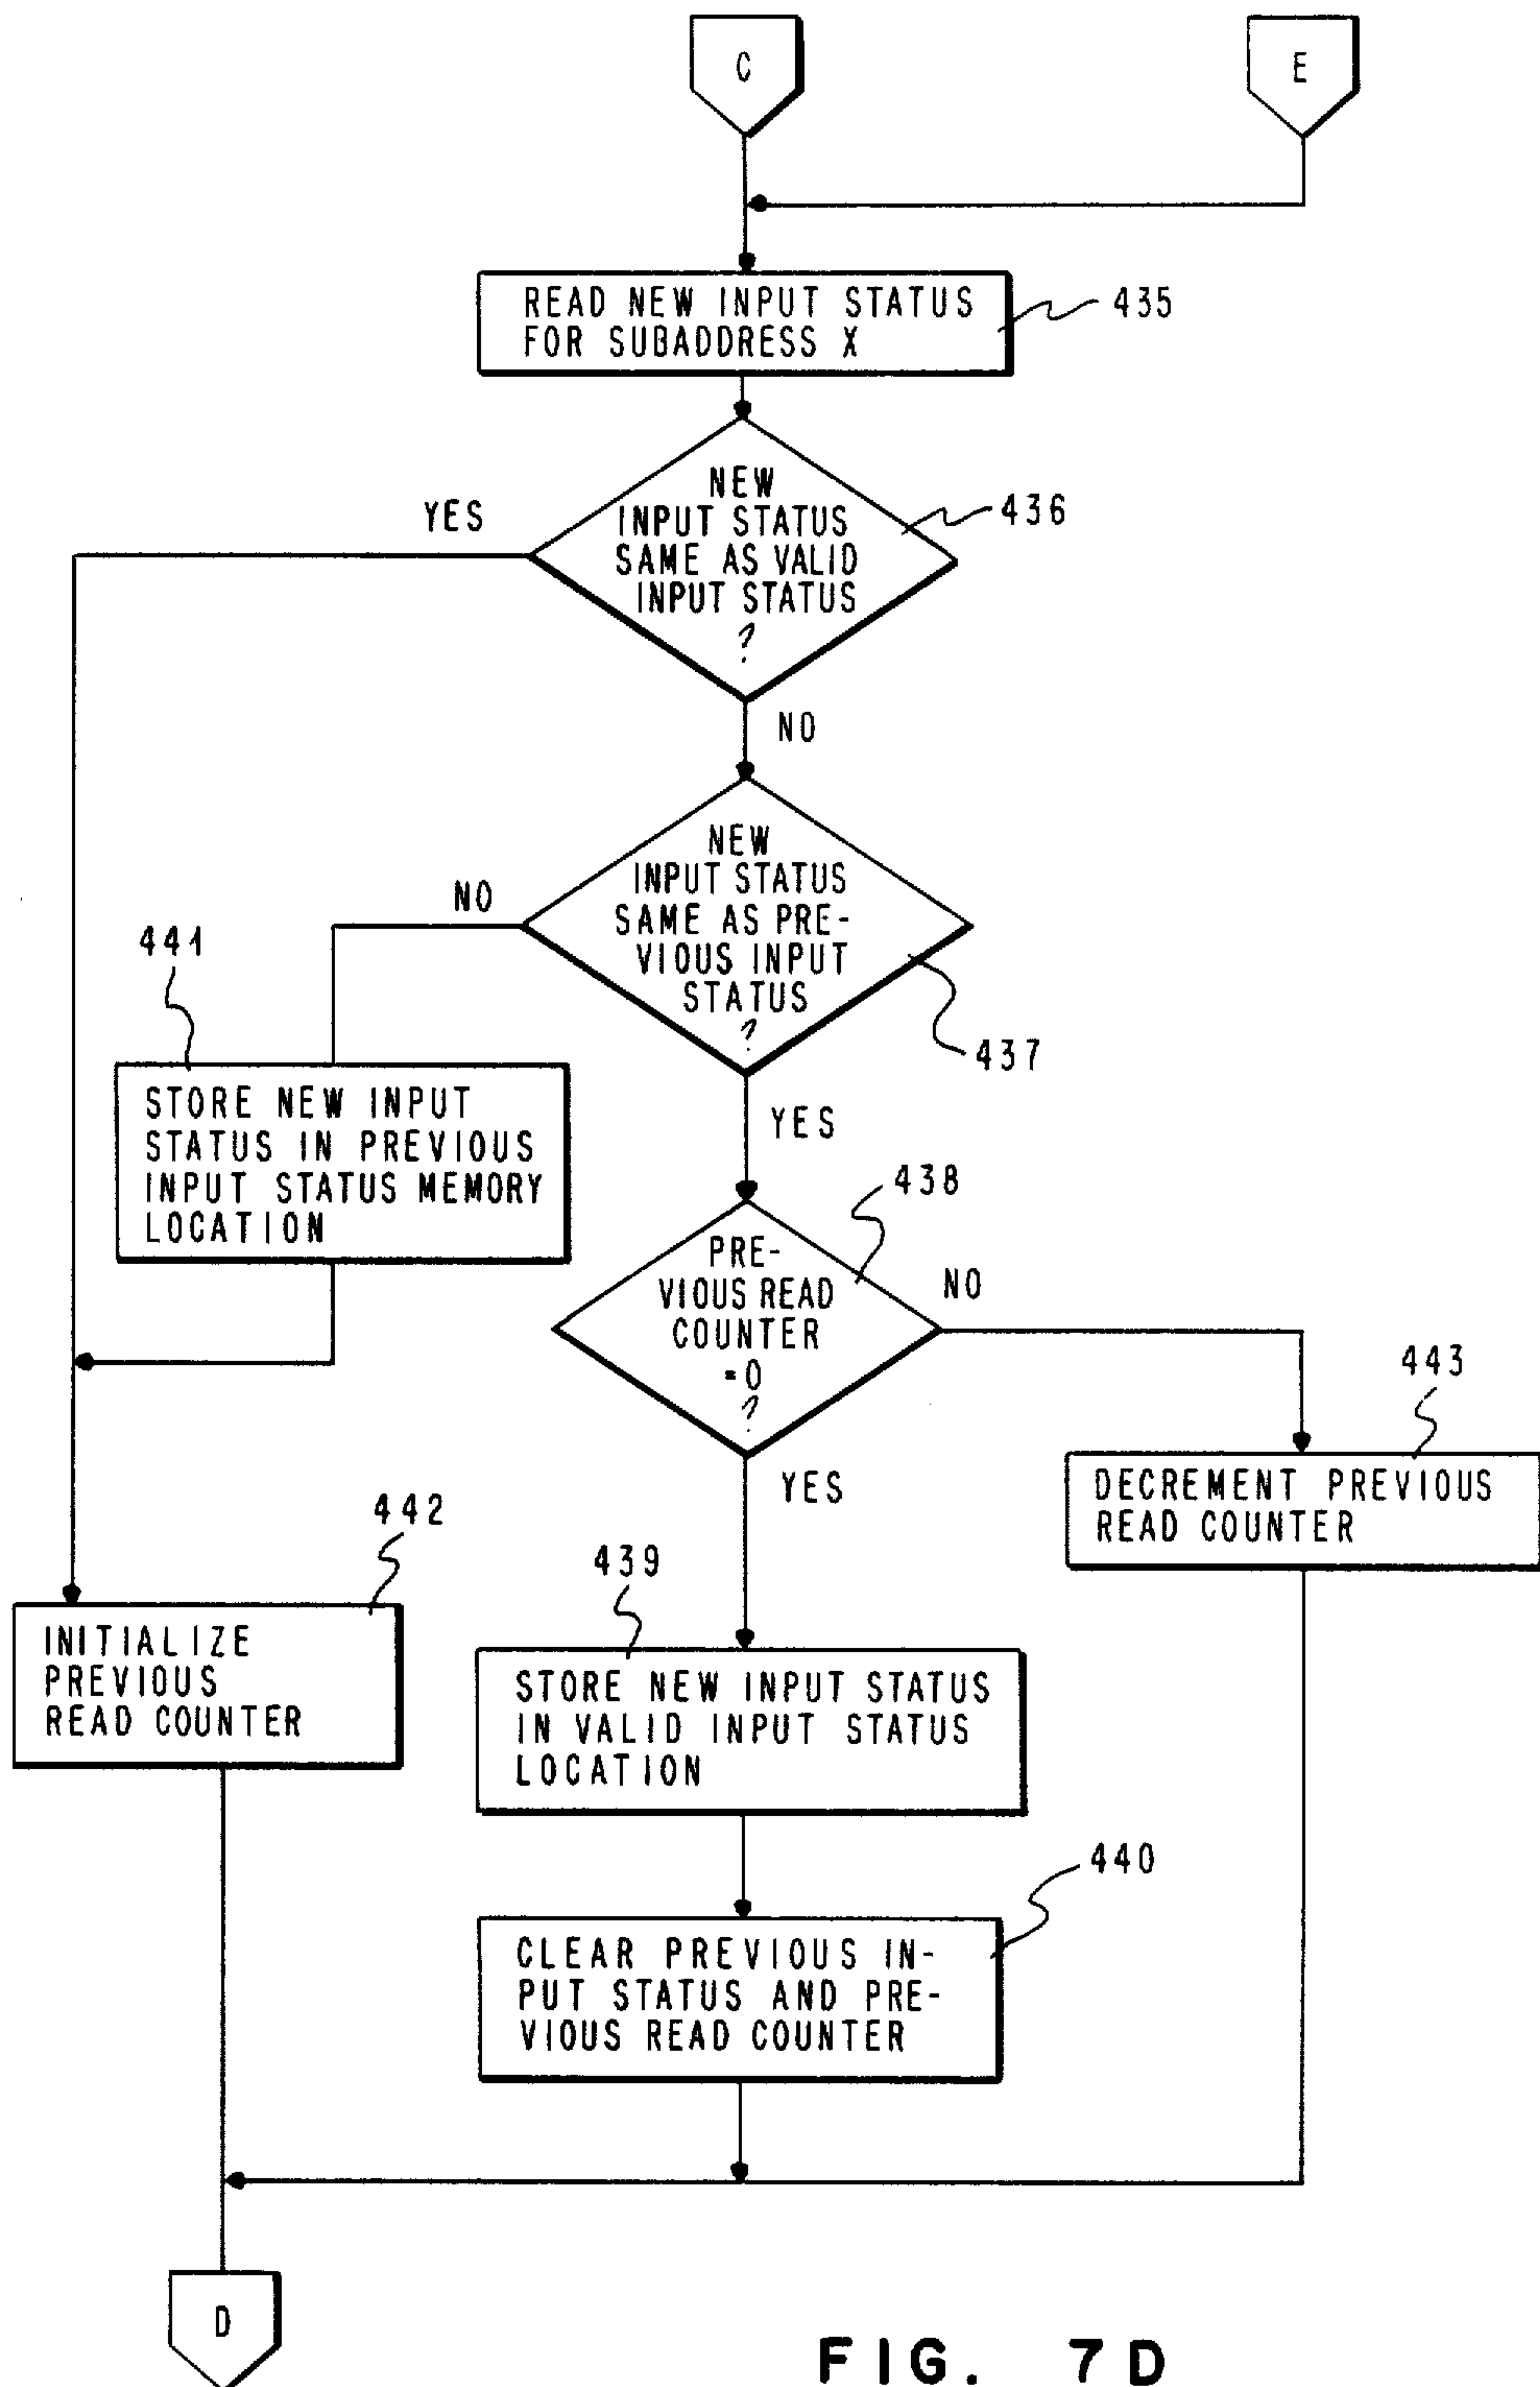 C
E
READ NEW INPUT STATUS
FOR SUBADDRESS X
435
NEW
INPUT STATUS
SAME AS VALID
INPUT STATUS
?
436
YES
NO
NEW
INPUT STATUS
SAME AS PRE-
VIOUS INPUT
STATUS
?
437
NO
441
STORE NEW INPUT
STATUS IN PREVIOUS
INPUT STATUS MEMORY
LOCATION
YES
438
PRE-
VIOUS READ
COUNTER
=0
?
NO
443
DECREMENT PREVIOUS
READ COUNTER
YES
442
INITIALIZE
PREVIOUS
READ COUNTER
439
STORE NEW INPUT STATUS
IN VALID INPUT STATUS
LOCATION
440
CLEAR PREVIOUS IN-
PUT STATUS AND PRE-
VIOUS READ COUNTER
D
FIG. 7D